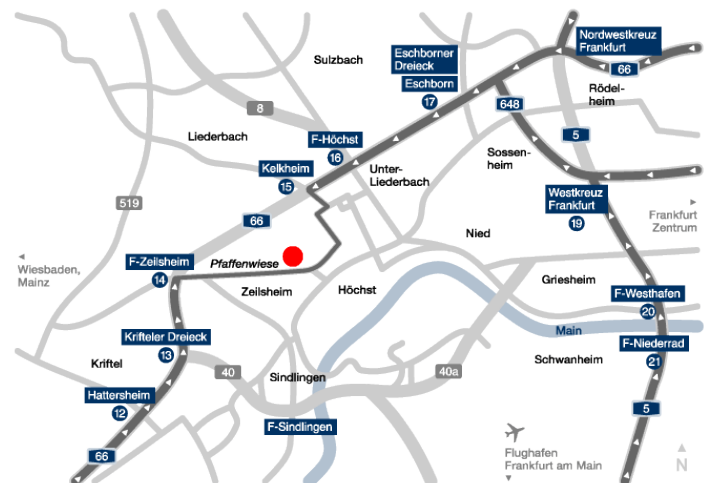 Nordwestkreuz
Frankfurt
66
Sulzbach
Eschborner
Dreieck
Eschborn
17
Rödel-
heim
648
8
5
Liederbach
F-Höchst
16
Sossen-
heim
Kelkheim
15
Unter-
Liederbach
Westkreuz
Frankfurt
19
519
66
Frankfurt
Zentrum
Nied
Wiesbaden,
Mainz
F-Zeilsheim
14
Pfaffenwiese
Zeilsheim
Höchst
Griesheim
F-Westhafen
20
Main
Krifteler Dreieck
13
F-Niederrad
21
Kriftel
Schwanheim
40
40a
Sindlingen
Hattersheim
12
5
F-Sindlingen
66
Flughafen
Frankfurt am Main
N